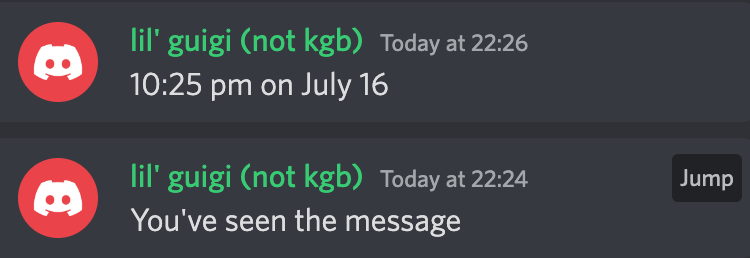 lil' guigi (not kgb) Today at 22:26
10:25 pm on July 16
lil' guigi (not kgb) Today at 22:24
Jump
You've seen the message